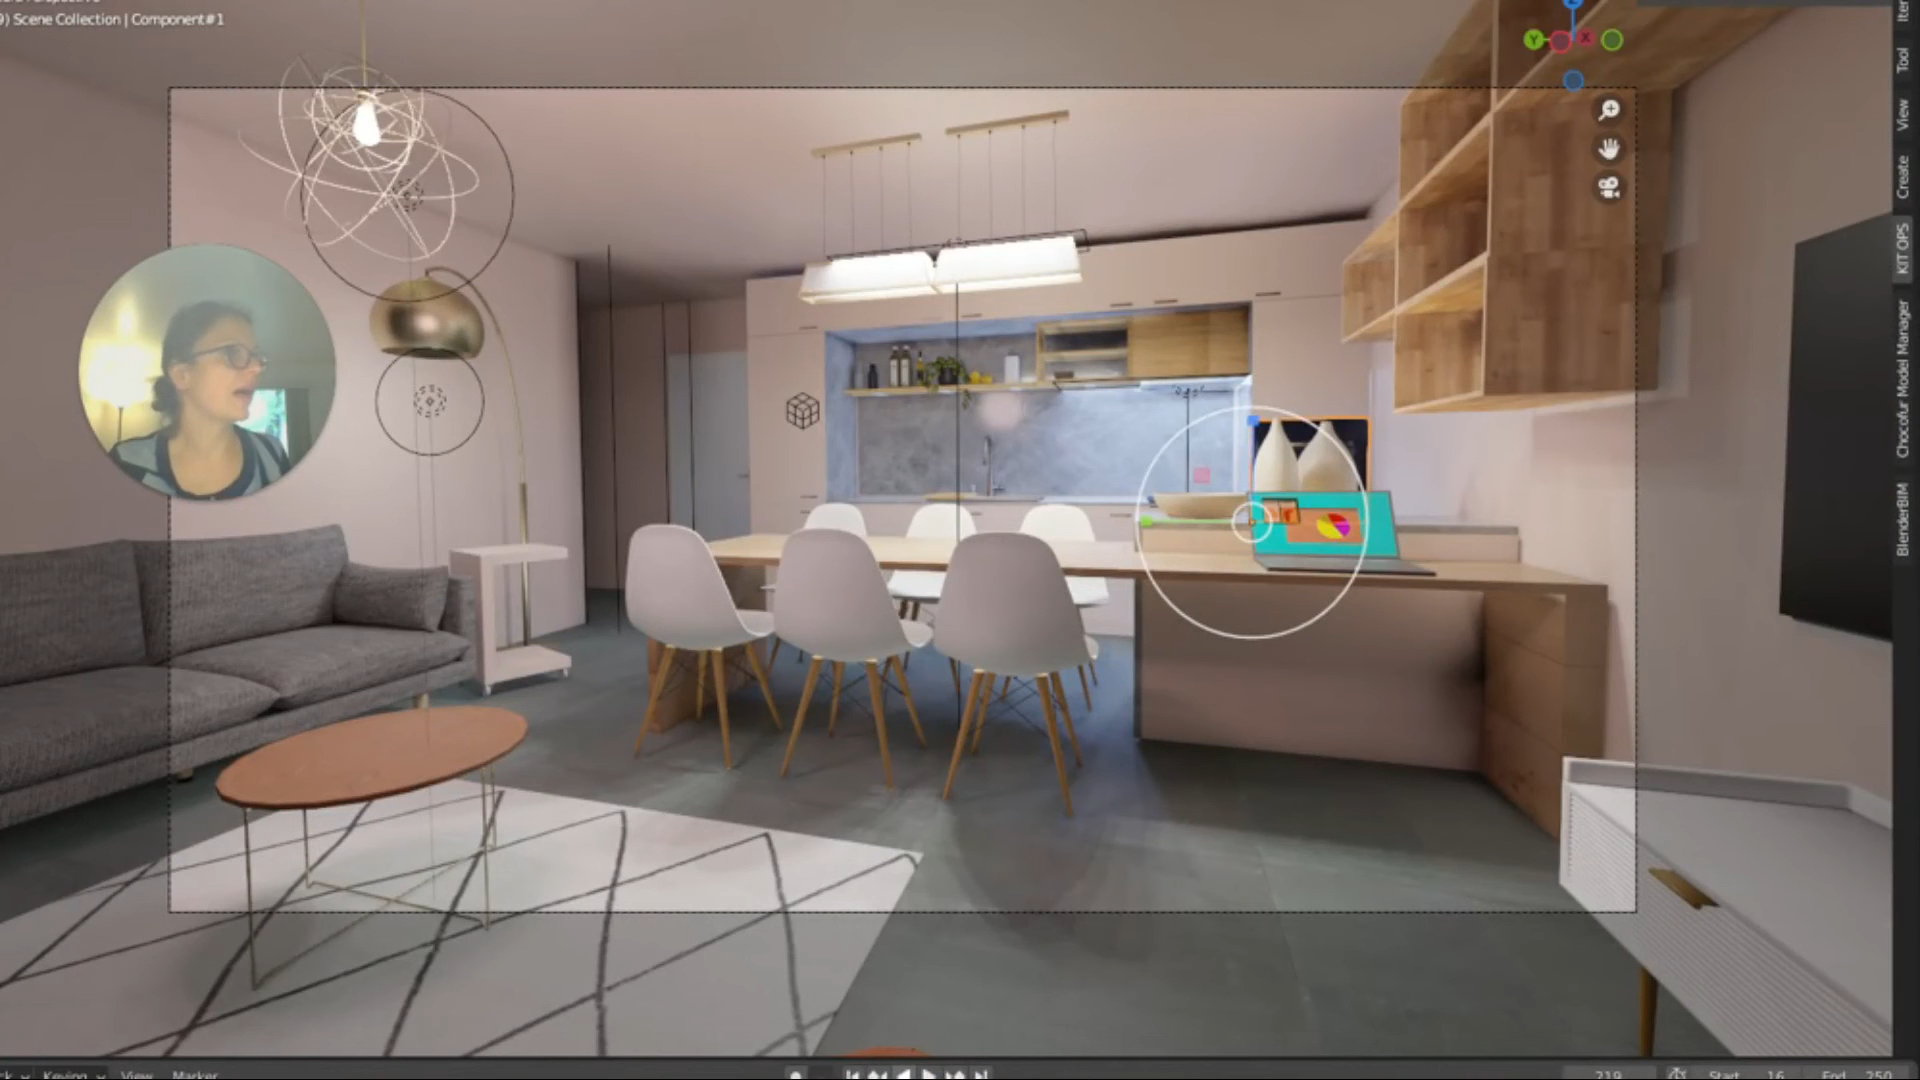 9) Scene Collection | Component#1
Y
X
Z
Tool
View
Create
KIT OPS
Chocofur Model Manager
BlenderBIM
Keying
View
Marker
219
Start
16
End
250